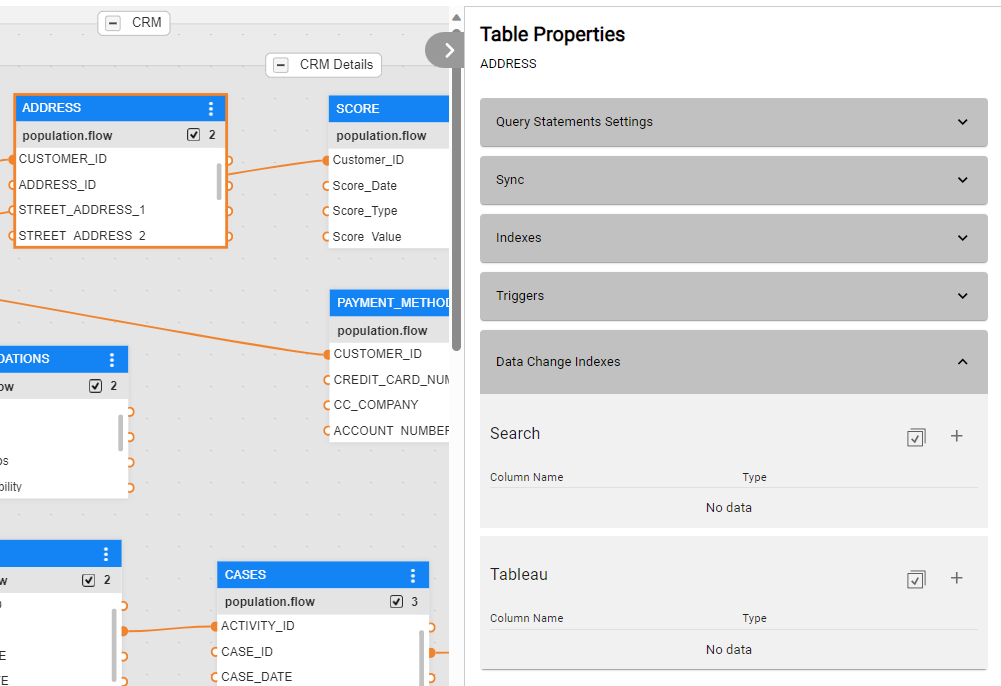 CRM
CRM Details
ADDRESS
population.flow 2
CUSTOMER_ID
ADDRESS_ID
STREET_ADDRESS_1
STREET_ADDRESS_2
SCORE
population.flow
Customer_ID
Score_Date
Score_Type
Score_Value
PAYMENT_METHOD
population.flow
CUSTOMER_ID
CREDIT_CARD_NUM
CC_COMPANY
ACCOUNT_NUMBER
DATIONS
ow 2
os
bility
w 2
E
E
CASES
population.flow 3
ACTIVITY_ID
CASE_ID
CASE_DATE
Table Properties
ADDRESS
Query Statements Settings
Sync
Indexes
Triggers
Data Change Indexes
Search
Column Name Type
No data
Tableau
Column Name Type
No data